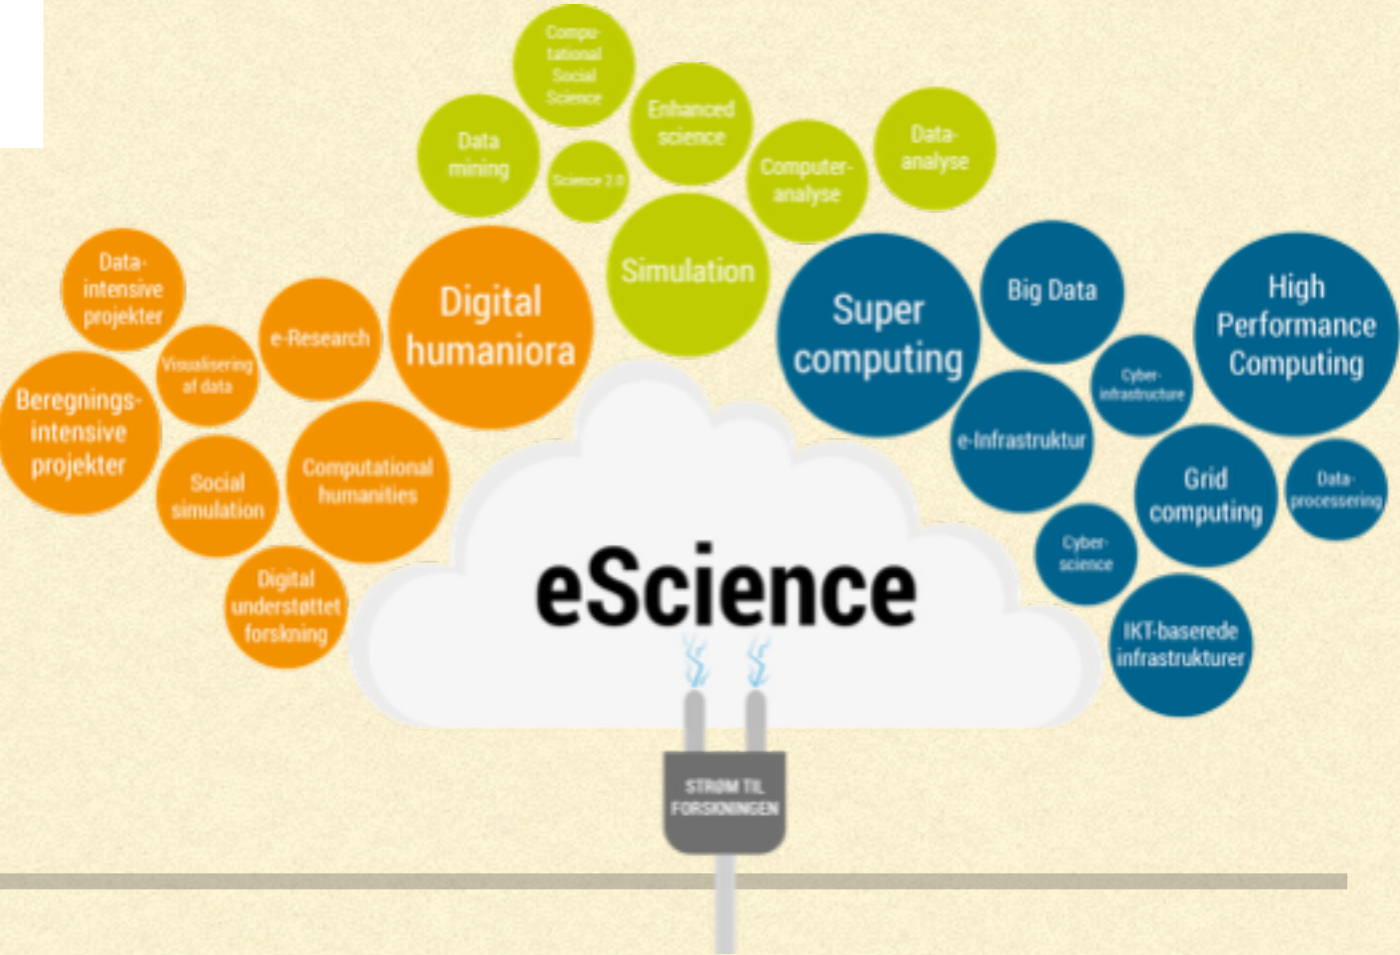 Compu-
tational
Social
Science
Enhanced
science
Data
mining
Science 2.0
Computer-
analyse
Data-
analyse
Simulation
Data-
intensive
projekter
Visualisering
af data
e-Research
Digital
humaniora
Beregnings-
intensive
projekter
Social
simulation
Computational
humanities
Digital
understøttet
forskning
Super
computing
Big Data
High
Performance
Computing
Cyber-
infrastructure
e-Infrastruktur
Grid
computing
Data-
processering
Cyber-
science
IKT-baserede
infrastrukturer
eScience
STRØM TIL
FORSKNINGEN